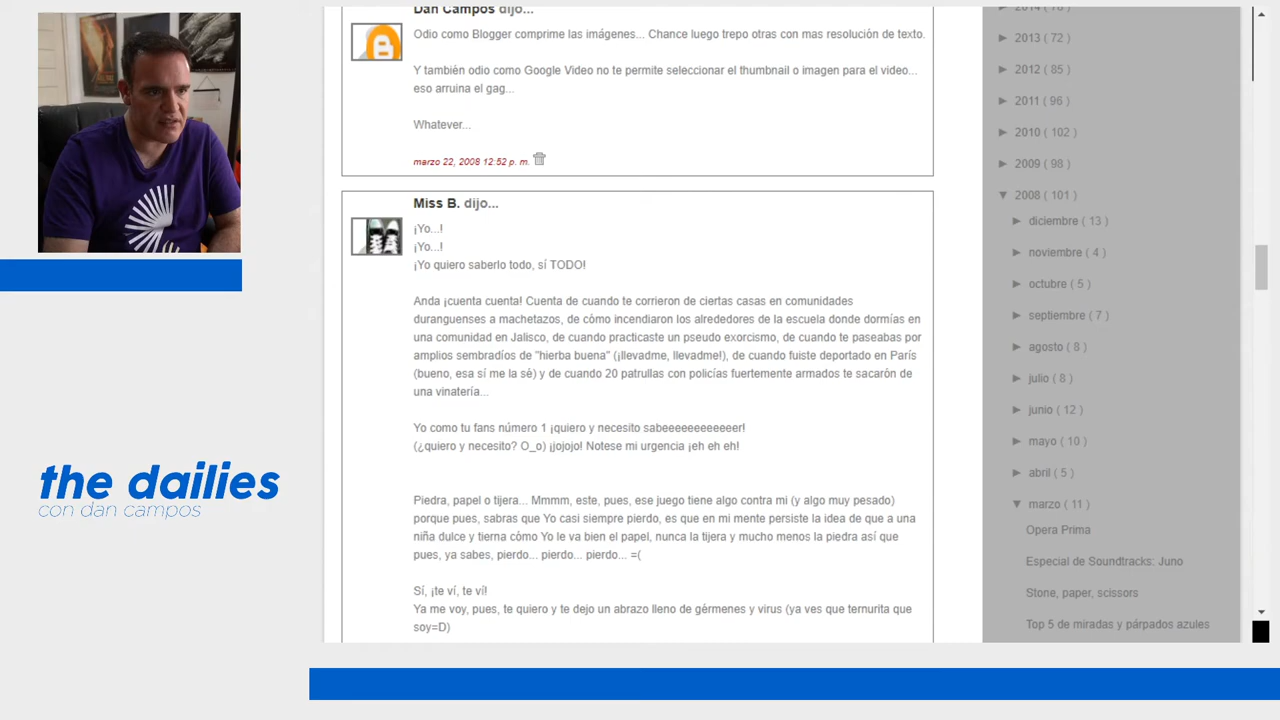 Dan Campos dijo...
Odio como Blogger comprime las imágenes... Chance luego trepo otras con mas resolución de texto.
Y tambièn odio como Google Video no te permite seleccionar el thumbnail o imagen para el video...
eso arruina el gag...
Whatever...
marzo 22, 2008 12:52 p. m.
Miss B. dijo...
¡Yo...!
¡Yo...!
¡Yo quiero saberlo todo, sí TODO!
Anda ¡cuenta cuenta! Cuenta de cuando te corrieron de ciertas casas en comunidades
duranguenses a machetazos, de cómo incendiaron los alrededores de la escuela donde dormías en
una comunidad en Jalisco, de cuando practicaste un pseudo exorcismo, de cuando te paseabas por
amplios sembradíos de "hierba buena" (¡llevadme, llevadme!), de cuando fuiste deportado en París
(bueno, esa sí me la sé) y de cuando 20 patrullas con policías fuertemente armados te sacarón de
una vinatería...
Yo como tu fans número 1 ¡quiero y necesito sabeeeeeeeeeeer!
(¿quiero y necesito? O_o) ¡jojojo! Notese mi urgencia ¡eh eh eh!
Piedra, papel o tijera... Mmmm, este, pues, ese juego tiene algo contra mi (y algo muy pesado)
porque pues, sabras que Yo casi siempre pierdo, es que en mi mente persiste la idea de que a una
niña dulce y tierna cómo Yo le va bien el papel, nunca la tijera y mucho menos la piedra así que
pues, ya sabes, pierdo... pierdo... pierdo... =(
Sí, ¡te ví, te ví!
Ya me voy, pues, te quiero y te dejo un abrazo lleno de gérmenes y virus (ya ves que ternurita que
soy=D)
2014 ( 78 )
► 2013 ( 72 )
► 2012 ( 85 )
► 2011 ( 96 )
► 2010 ( 102 )
► 2009 ( 98 )
▼ 2008 ( 101 )
► diciembre ( 13 )
► noviembre ( 4 )
► octubre ( 5 )
► septiembre ( 7 )
► agosto ( 8 )
► julio ( 8 )
► junio ( 12 )
► mayo ( 10 )
► abril ( 5 )
▼ marzo ( 11 )
Opera Prima
Especial de Soundtracks: Juno
Stone, paper, scissors
Top 5 de miradas y párpados azules
the dailies
con dan campos